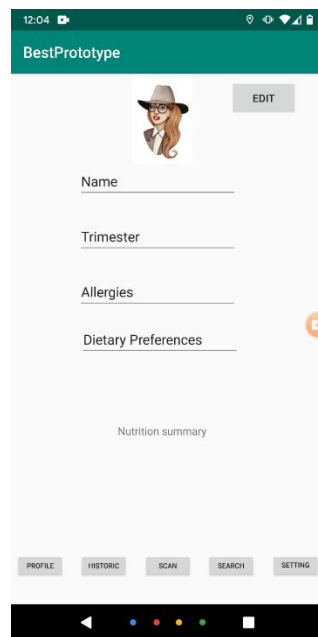 12:04
BestPrototype
EDIT
Name
Trimester
Allergies
Dietary Preferences
Nutrition summary
PROFILE HISTORIC SCAN SEARCH SETTING